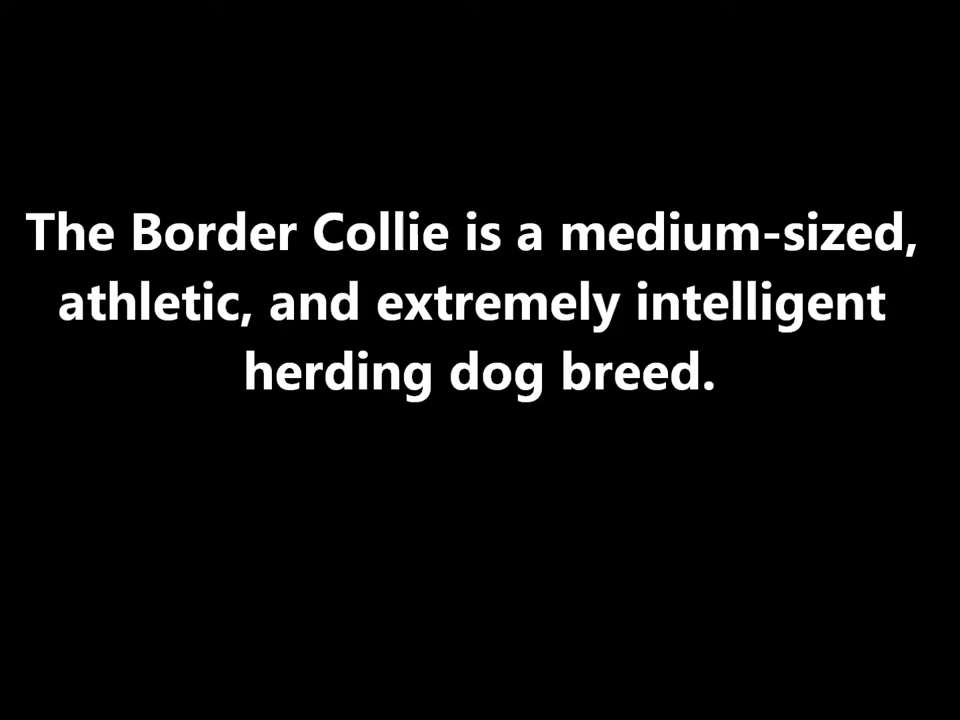 The Border Collie is a medium-sized,
athletic, and extremely intelligent
herding dog breed.